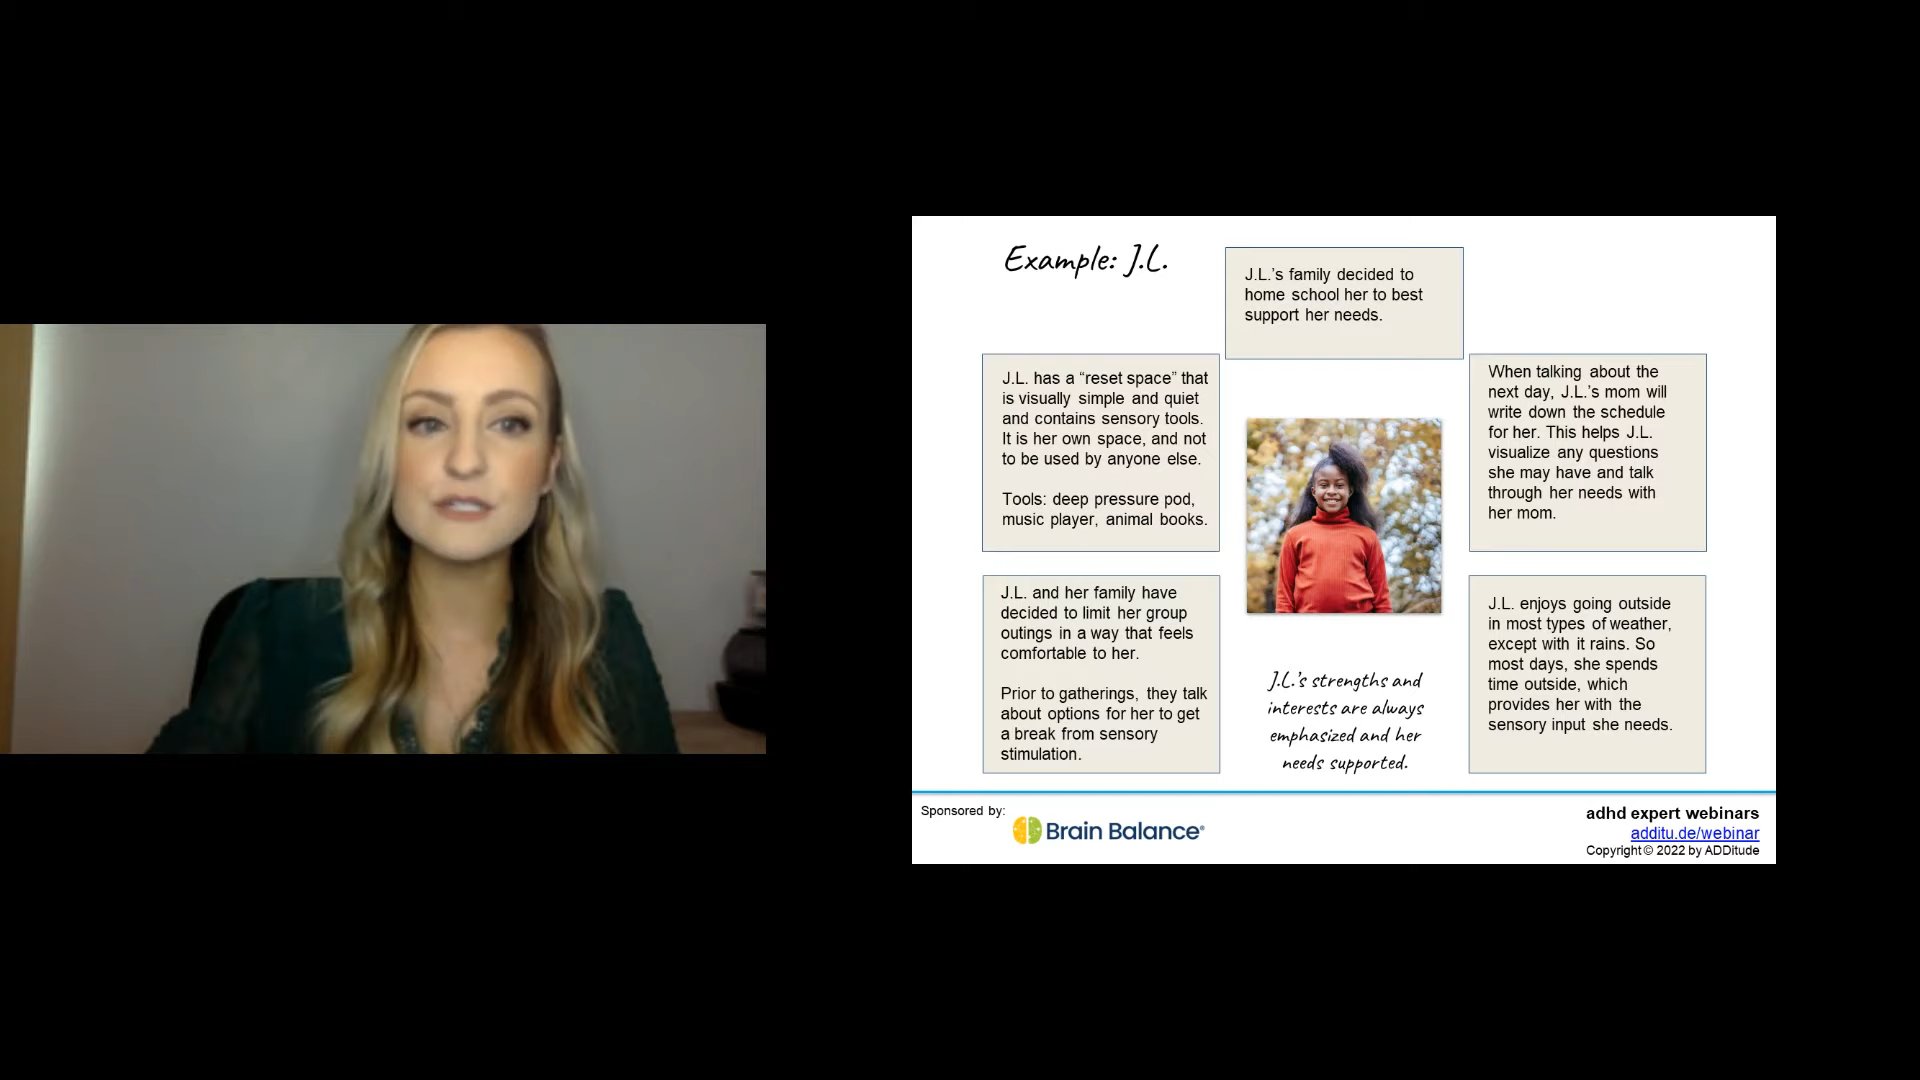 Example: J.L.
J.L.’s family decided to
home school her to best
support her needs.
J.L. has a “reset space” that
is visually simple and quiet
and contains sensory tools.
It is her own space, and not
to be used by anyone else.
Tools: deep pressure pod,
music player, animal books.
When talking about the
next day, J.L.’s mom will
write down the schedule
for her. This helps J.L.
visualize any questions
she may have and talk
through her needs with
her mom.
J.L. and her family have
decided to limit her group
outings in a way that feels
comfortable to her.
Prior to gatherings, they talk
about options for her to get
a break from sensory
stimulation.
J.L.’s strengths and
interests are always
emphasized and her
needs supported.
J.L. enjoys going outside
in most types of weather,
except with it rains. So
most days, she spends
time outside, which
provides her with the
sensory input she needs.
Sponsored by:
Brain Balance®
adhd expert webinars
additu.de/webinar
Copyright © 2022 by ADDitude